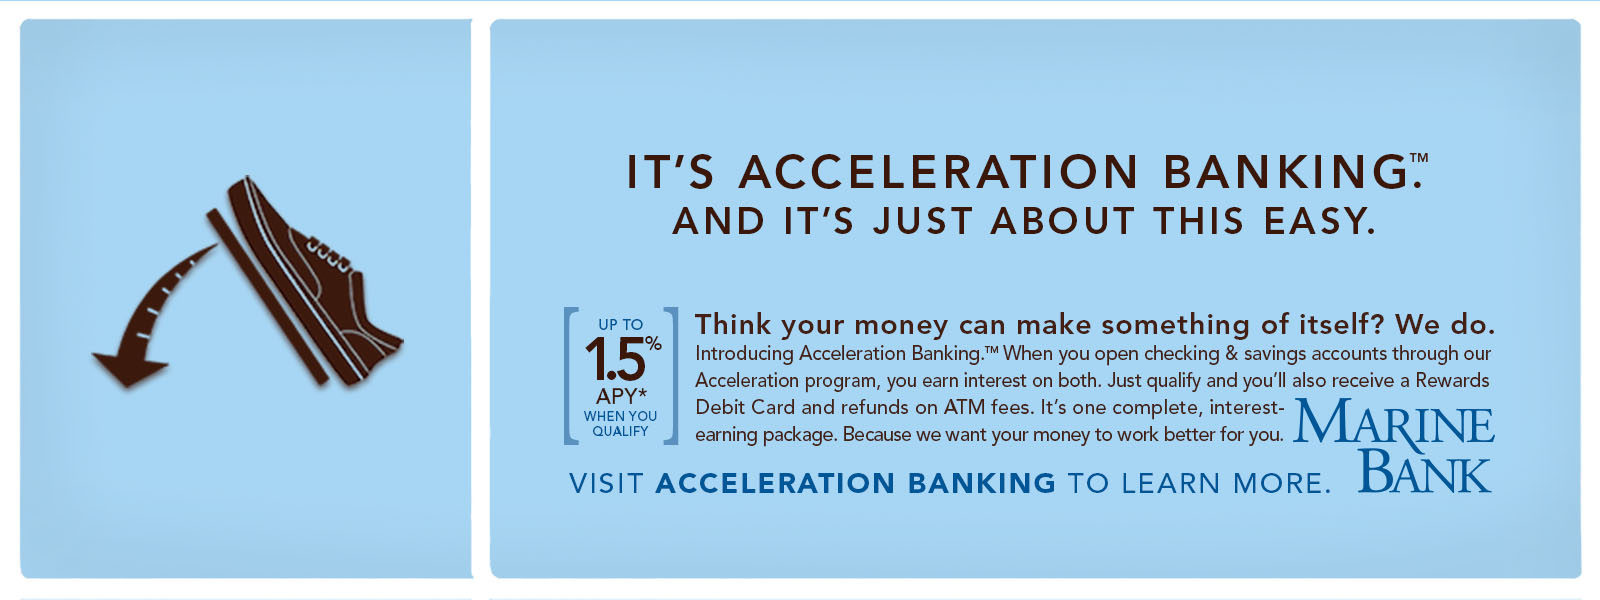 IT'S ACCELERATION BANKING.™
AND IT'S JUST ABOUT THIS EASY.
UP TO
1.5%
APY*
WHEN YOU
QUALIFY
Think your money can make something of itself? We do.
Introducing Acceleration Banking.™ When you open checking & savings accounts through our
Acceleration program, you earn interest on both. Just qualify and you'll also receive a Rewards
Debit Card and refunds on ATM fees. It's one complete, interest-
earning package. Because we want your money to work better for you.
MARINE
BANK
VISIT ACCELERATION BANKING TO LEARN MORE.